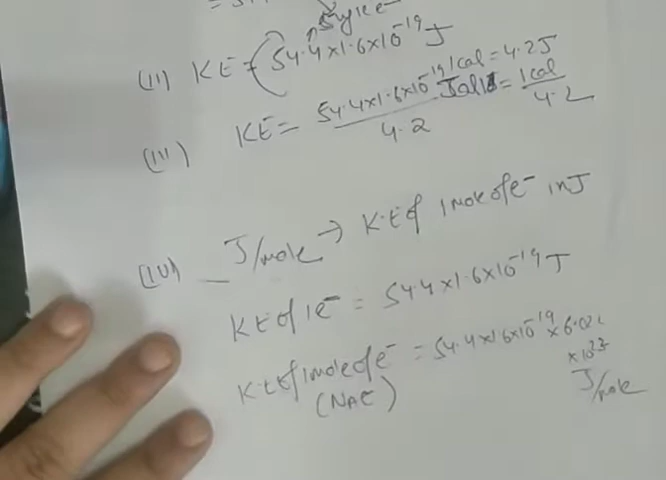 (II) KE = 54.4×1.6×10⁻¹⁹ J
1cal = 4.2J
(III) KE = 54.4×1.6×10⁻¹⁹ / 4.2
= 1cal / 4.2
(IV) _ J/mole → K.E of 1mole of e⁻ in J
KE of 1e⁻ = 54.4×1.6×10⁻¹⁹ J
K.E of 1mole of e⁻ = 54.4×1.6×10⁻¹⁹ ×6.02
×10²³
(NAe⁻)
J/mole